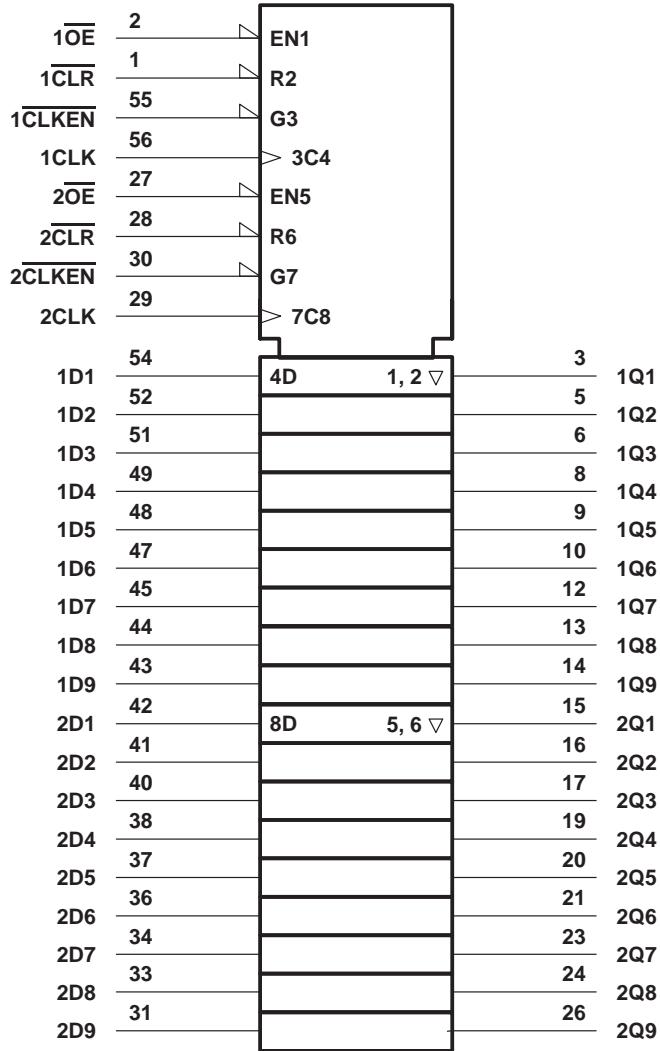 1OE 2 EN1
1CLR 1 R2
1CLKEN 55 G3
1CLK 56 3C4
2OE 27 EN5
2CLR 28 R6
2CLKEN 30 G7
2CLK 29 7C8
1D1 54 4D 1, 2 ▽ 3 1Q1
1D2 52 5 1Q2
1D3 51 6 1Q3
1D4 49 8 1Q4
1D5 48 9 1Q5
1D6 47 10 1Q6
1D7 45 12 1Q7
1D8 44 13 1Q8
1D9 43 14 1Q9
2D1 42 8D 5, 6 ▽ 15 2Q1
2D2 41 16 2Q2
2D3 40 17 2Q3
2D4 38 19 2Q4
2D5 37 20 2Q5
2D6 36 21 2Q6
2D7 34 23 2Q7
2D8 33 24 2Q8
2D9 31 26 2Q9